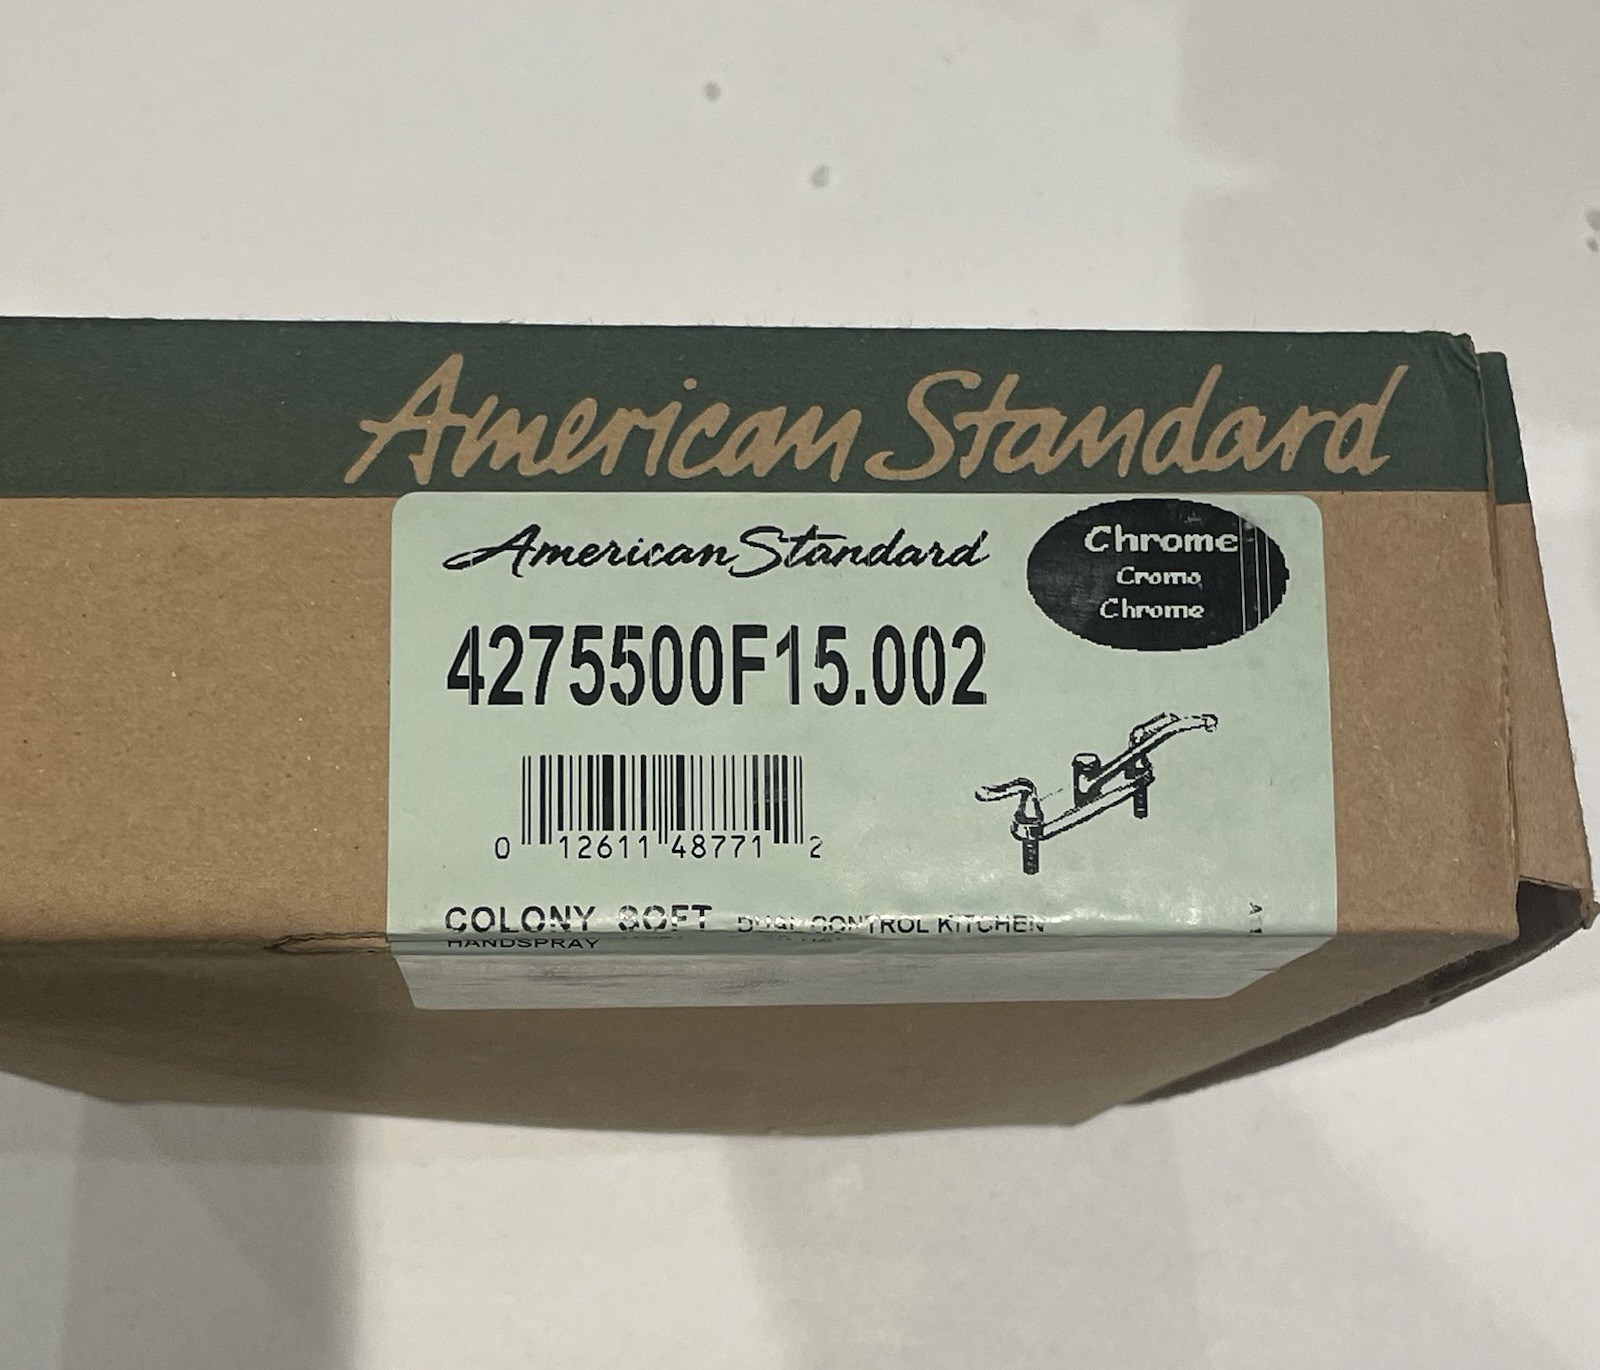 American Standard
American Standard
Chrome
Cromo
Chrome
4275500F15.002
0 12611 48771 2
COLONY SOFT DUAL CONTROL KITCHEN
HANDSPRAY